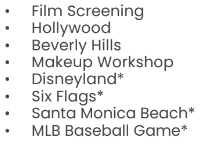 • Film Screening
• Hollywood
• Beverly Hills
• Makeup Workshop
• Disneyland*
• Six Flags*
• Santa Monica Beach*
• MLB Baseball Game*